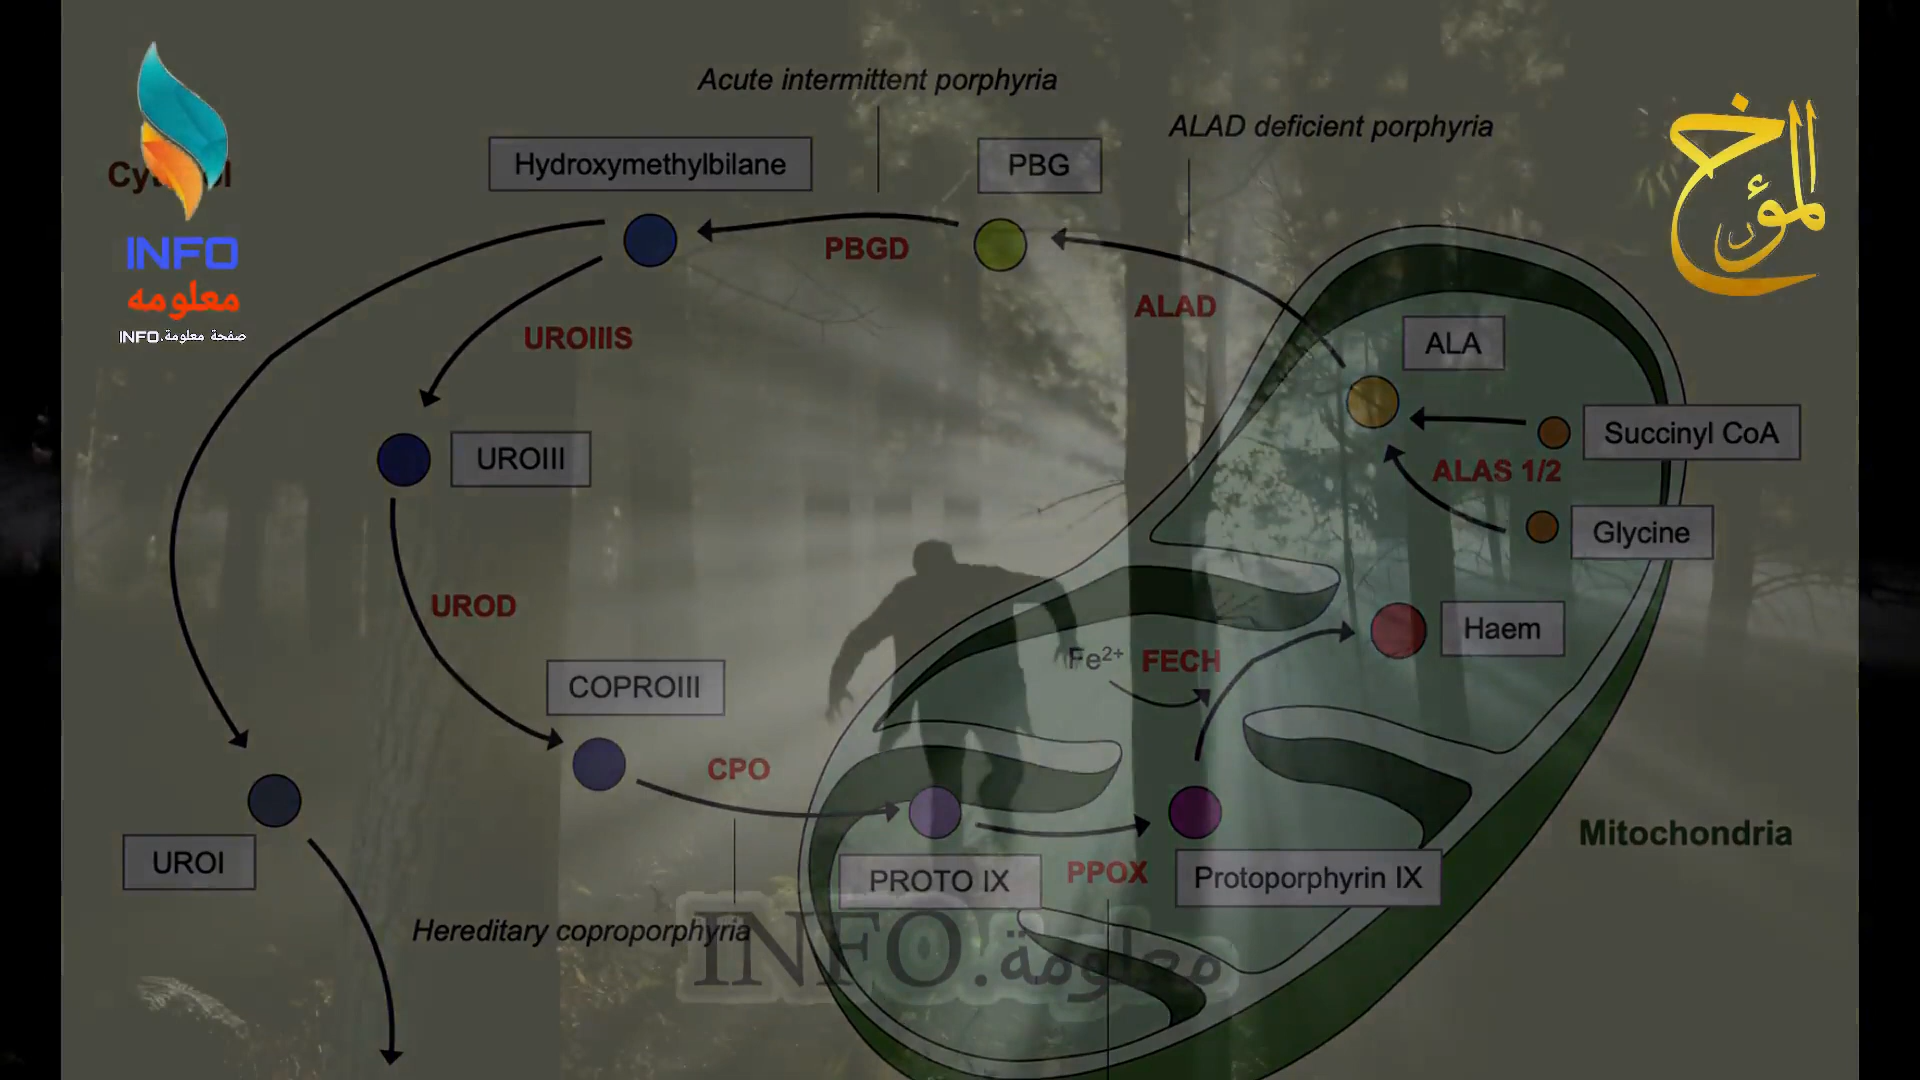 Acute intermittent porphyria
ALAD deficient porphyria
Hydroxymethylbilane
PBG
المؤرخ
INFO
معلومه
صفحة معلومة.INFO
PBGD
ALAD
UROIIIS
ALA
Succinyl CoA
ALAS 1/2
UROIII
Glycine
UROD
Haem
Fe²⁺
FECH
COPROIII
CPO
Mitochondria
UROI
PROTO IX
PPOX
Protoporphyrin IX
Hereditary coproporphyria
INFO.معلومة